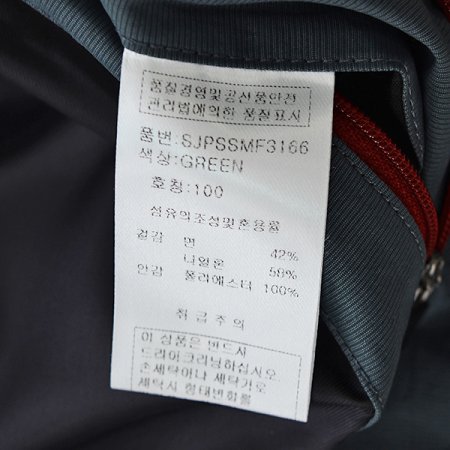 품질경영및공산품안전
관리법에의한 품질표시
품번:SJPSSMF3166
색상:GREEN
호칭:100
섬유의조성및혼용율
겉감 면 42%
나일론 58%
안감 폴리에스터 100%
취급주의
이 상품은 반드시
드라이크리닝하십시오
손세탁이나 세탁기로
세탁시 형태변화를